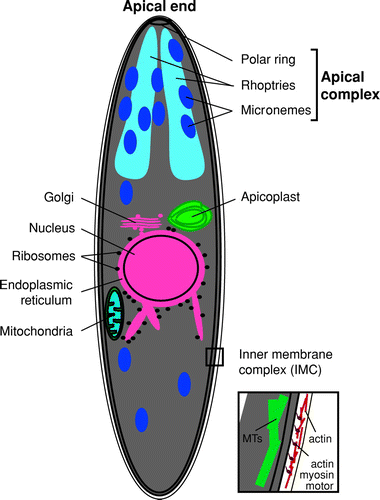 Apical end
Polar ring
Rhoptries
Micronemes
Apical
complex
Golgi
Apicoplast
Nucleus
Ribosomes
Endoplasmic
reticulum
Mitochondria
Inner membrane
complex (IMC)
MTs
actin
actin
myosin
motor